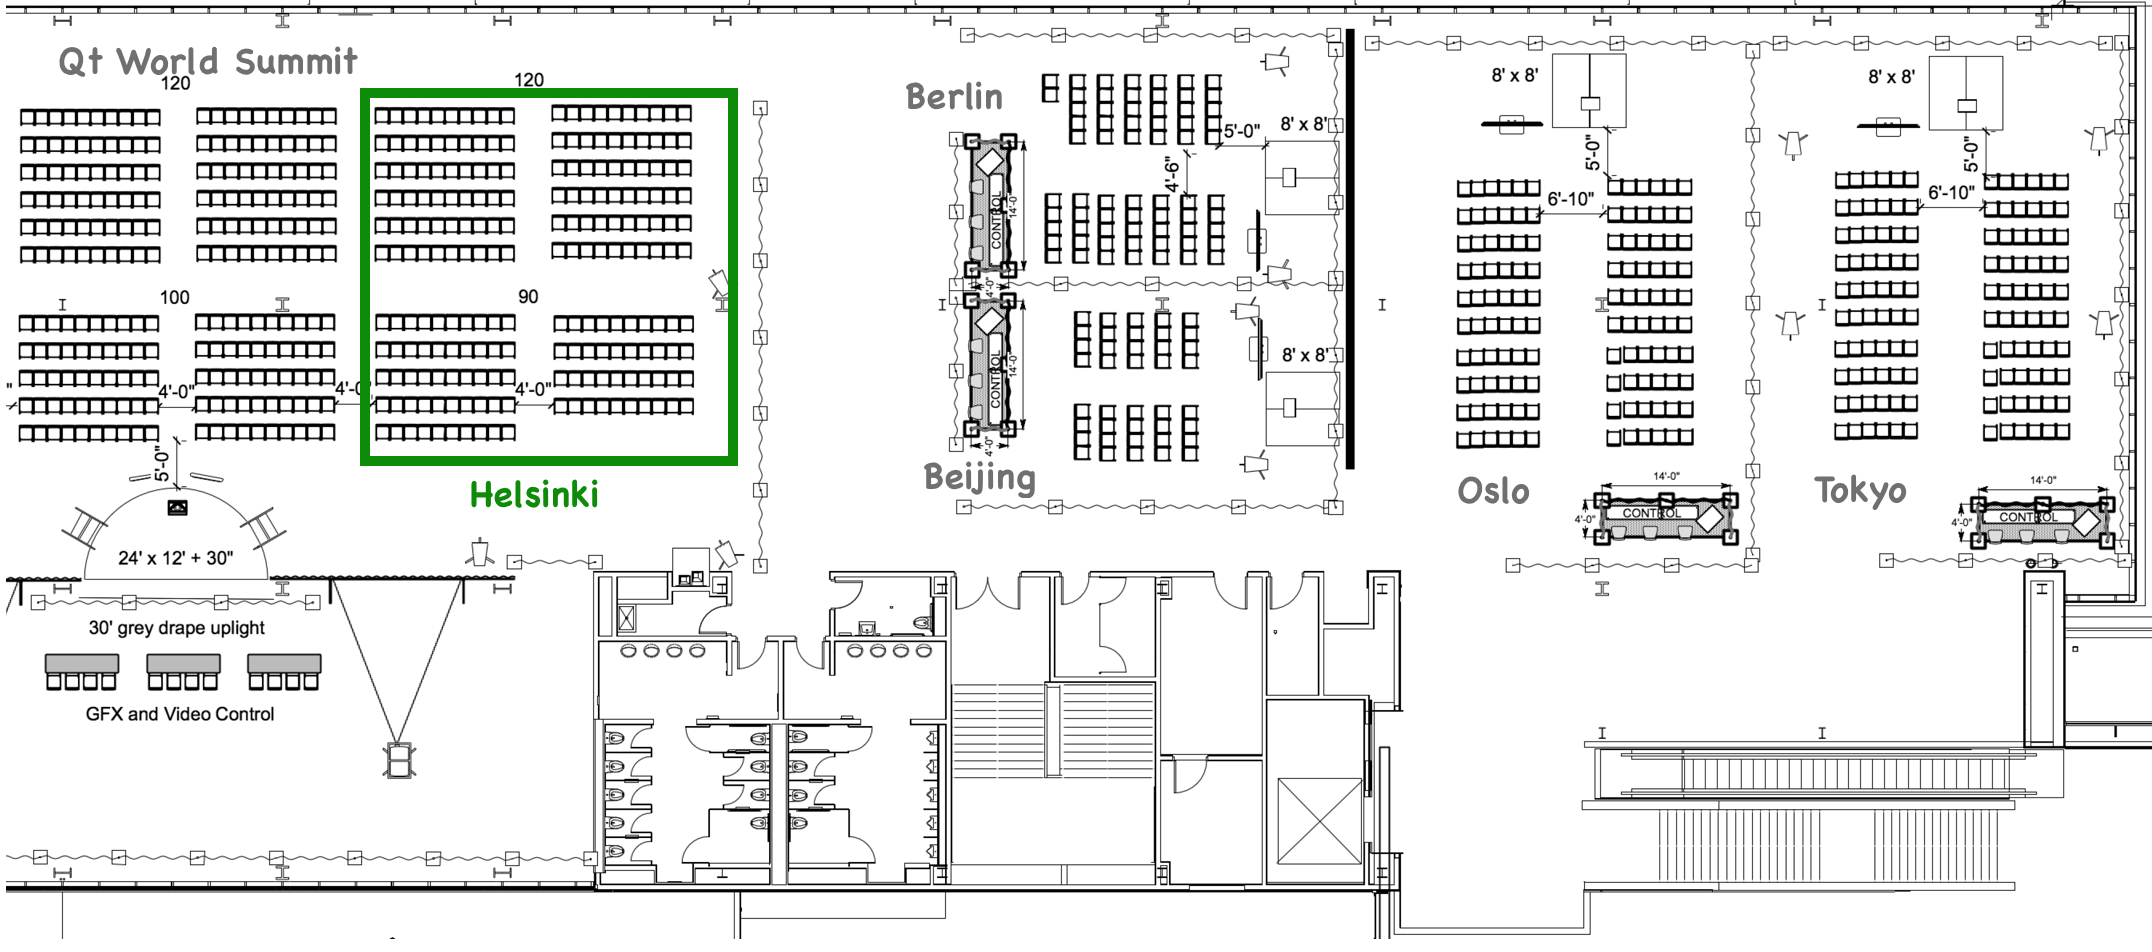 Qt World Summit
120
120
100
90
"
4'-0"
4'-0"
4'-0"
5'-0"
24' x 12' + 30"
30' grey drape uplight
GFX and Video Control
Helsinki
Berlin
5'-0"
8' x 8'
4'-6"
CONTROL
14'-0"
4'-0"
CONTROL
14'-0"
4'-0"
8' x 8'
Beijing
8' x 8'
5'-0"
6'-10"
Oslo
14'-0"
4'-0"
CONTROL
8' x 8'
5'-0"
6'-10"
Tokyo
14'-0"
4'-0"
CONTROL